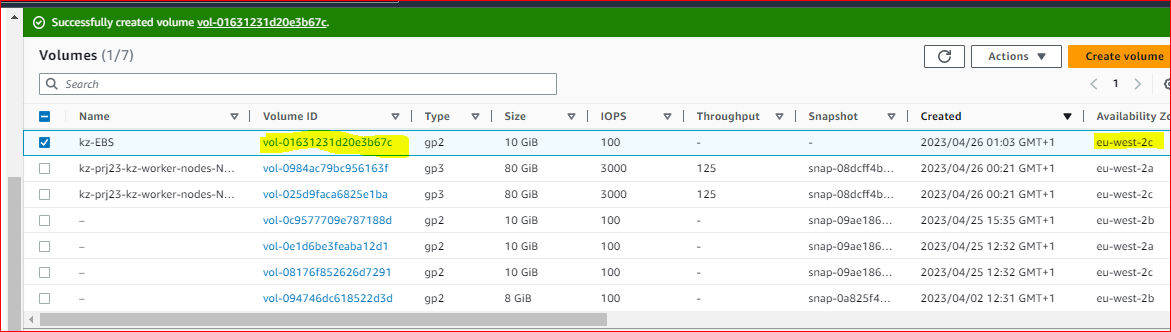 Successfully created volume vol-01631231d20e3b67c.
Volumes (1/7)
Actions
Create volume
Search
1
Name Volume ID Type Size IOPS Throughput Snapshot Created Availability Zo
kz-EBS vol-01631231d20e3b67c gp2 10 GiB 100 - - 2023/04/26 01:03 GMT+1 eu-west-2c
kz-prj23-kz-worker-nodes-N... vol-0984ac79bc956163f gp3 80 GiB 3000 125 snap-08dcff4b... 2023/04/26 00:21 GMT+1 eu-west-2a
kz-prj23-kz-worker-nodes-N... vol-025d9faca6825e1ba gp3 80 GiB 3000 125 snap-08dcff4b... 2023/04/26 00:21 GMT+1 eu-west-2c
– vol-0c9577709e787188d gp2 10 GiB 100 - snap-09ae186... 2023/04/25 15:35 GMT+1 eu-west-2b
– vol-0e1d6be3feaba12d1 gp2 10 GiB 100 - snap-09ae186... 2023/04/25 12:32 GMT+1 eu-west-2a
– vol-08176f852626d7291 gp2 10 GiB 100 - snap-09ae186... 2023/04/25 12:32 GMT+1 eu-west-2c
– vol-094746dc618522d3d gp2 8 GiB 100 - snap-0a825f4... 2023/04/02 12:31 GMT+1 eu-west-2b